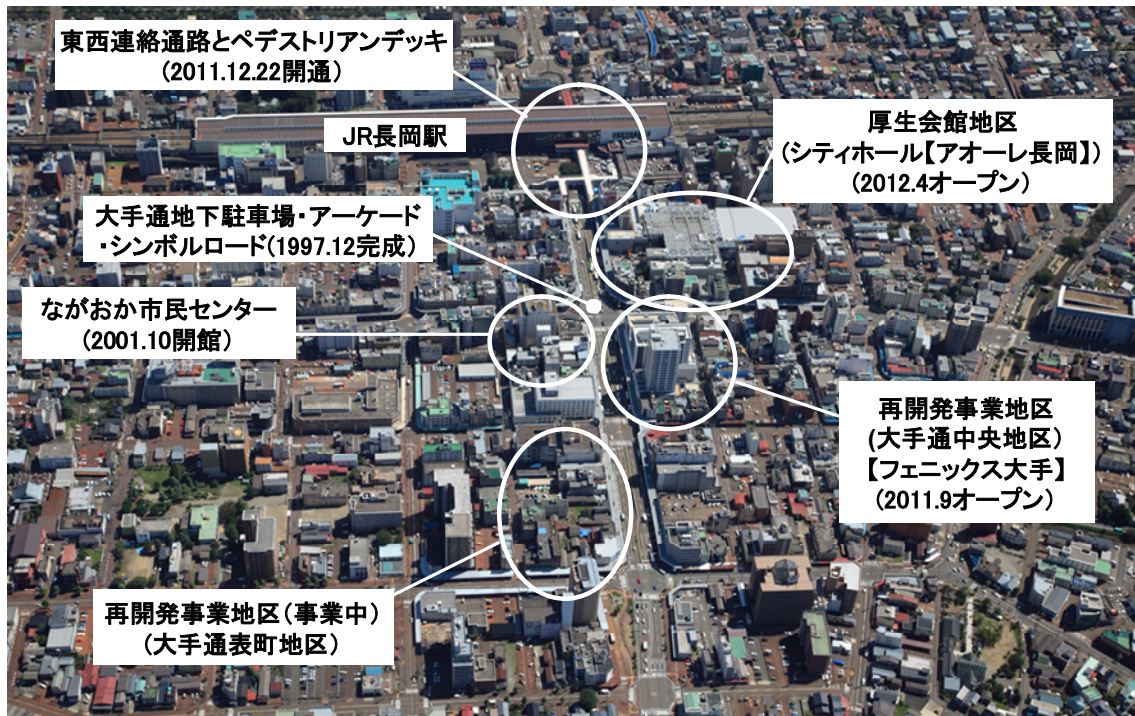 東西連絡通路とペデストリアンデッキ
(2011.12.22開通)
JR長岡駅
厚生会館地区
(シティホール【アオーレ長岡】)
(2012.4オープン)
大手通地下駐車場・アーケード
・シンボルロード(1997.12完成)
ながおか市民センター
(2001.10開館)
再開発事業地区
(大手通中央地区)
【フェニックス大手】
(2011.9オープン)
再開発事業地区(事業中)
(大手通表町地区)